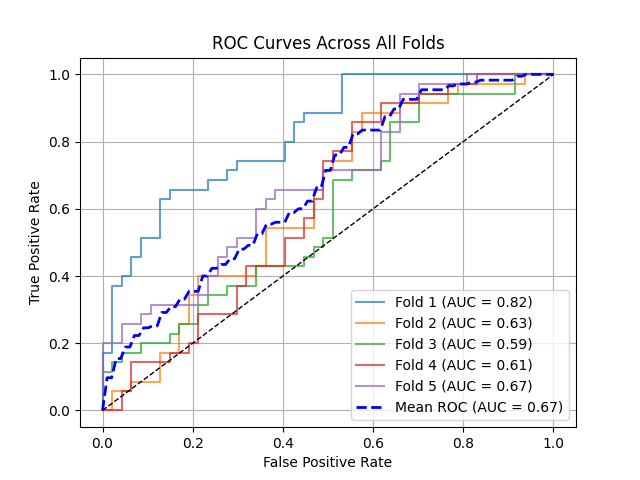 ROC Curves Across All Folds
True Positive Rate
1.0
0.8
0.6
0.4
0.2
0.0
Fold 1 (AUC = 0.82)
Fold 2 (AUC = 0.63)
Fold 3 (AUC = 0.59)
Fold 4 (AUC = 0.61)
Fold 5 (AUC = 0.67)
Mean ROC (AUC = 0.67)
0.0 0.2 0.4 0.6 0.8 1.0
False Positive Rate